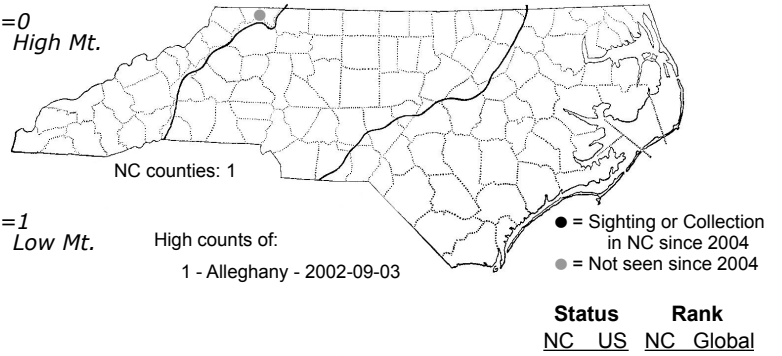 =0
High Mt.
NC counties: 1
=1
Low Mt.
High counts of:
1 - Alleghany - 2002-09-03
● = Sighting or Collection
in NC since 2004
● = Not seen since 2004
Status Rank
NC US NC Global